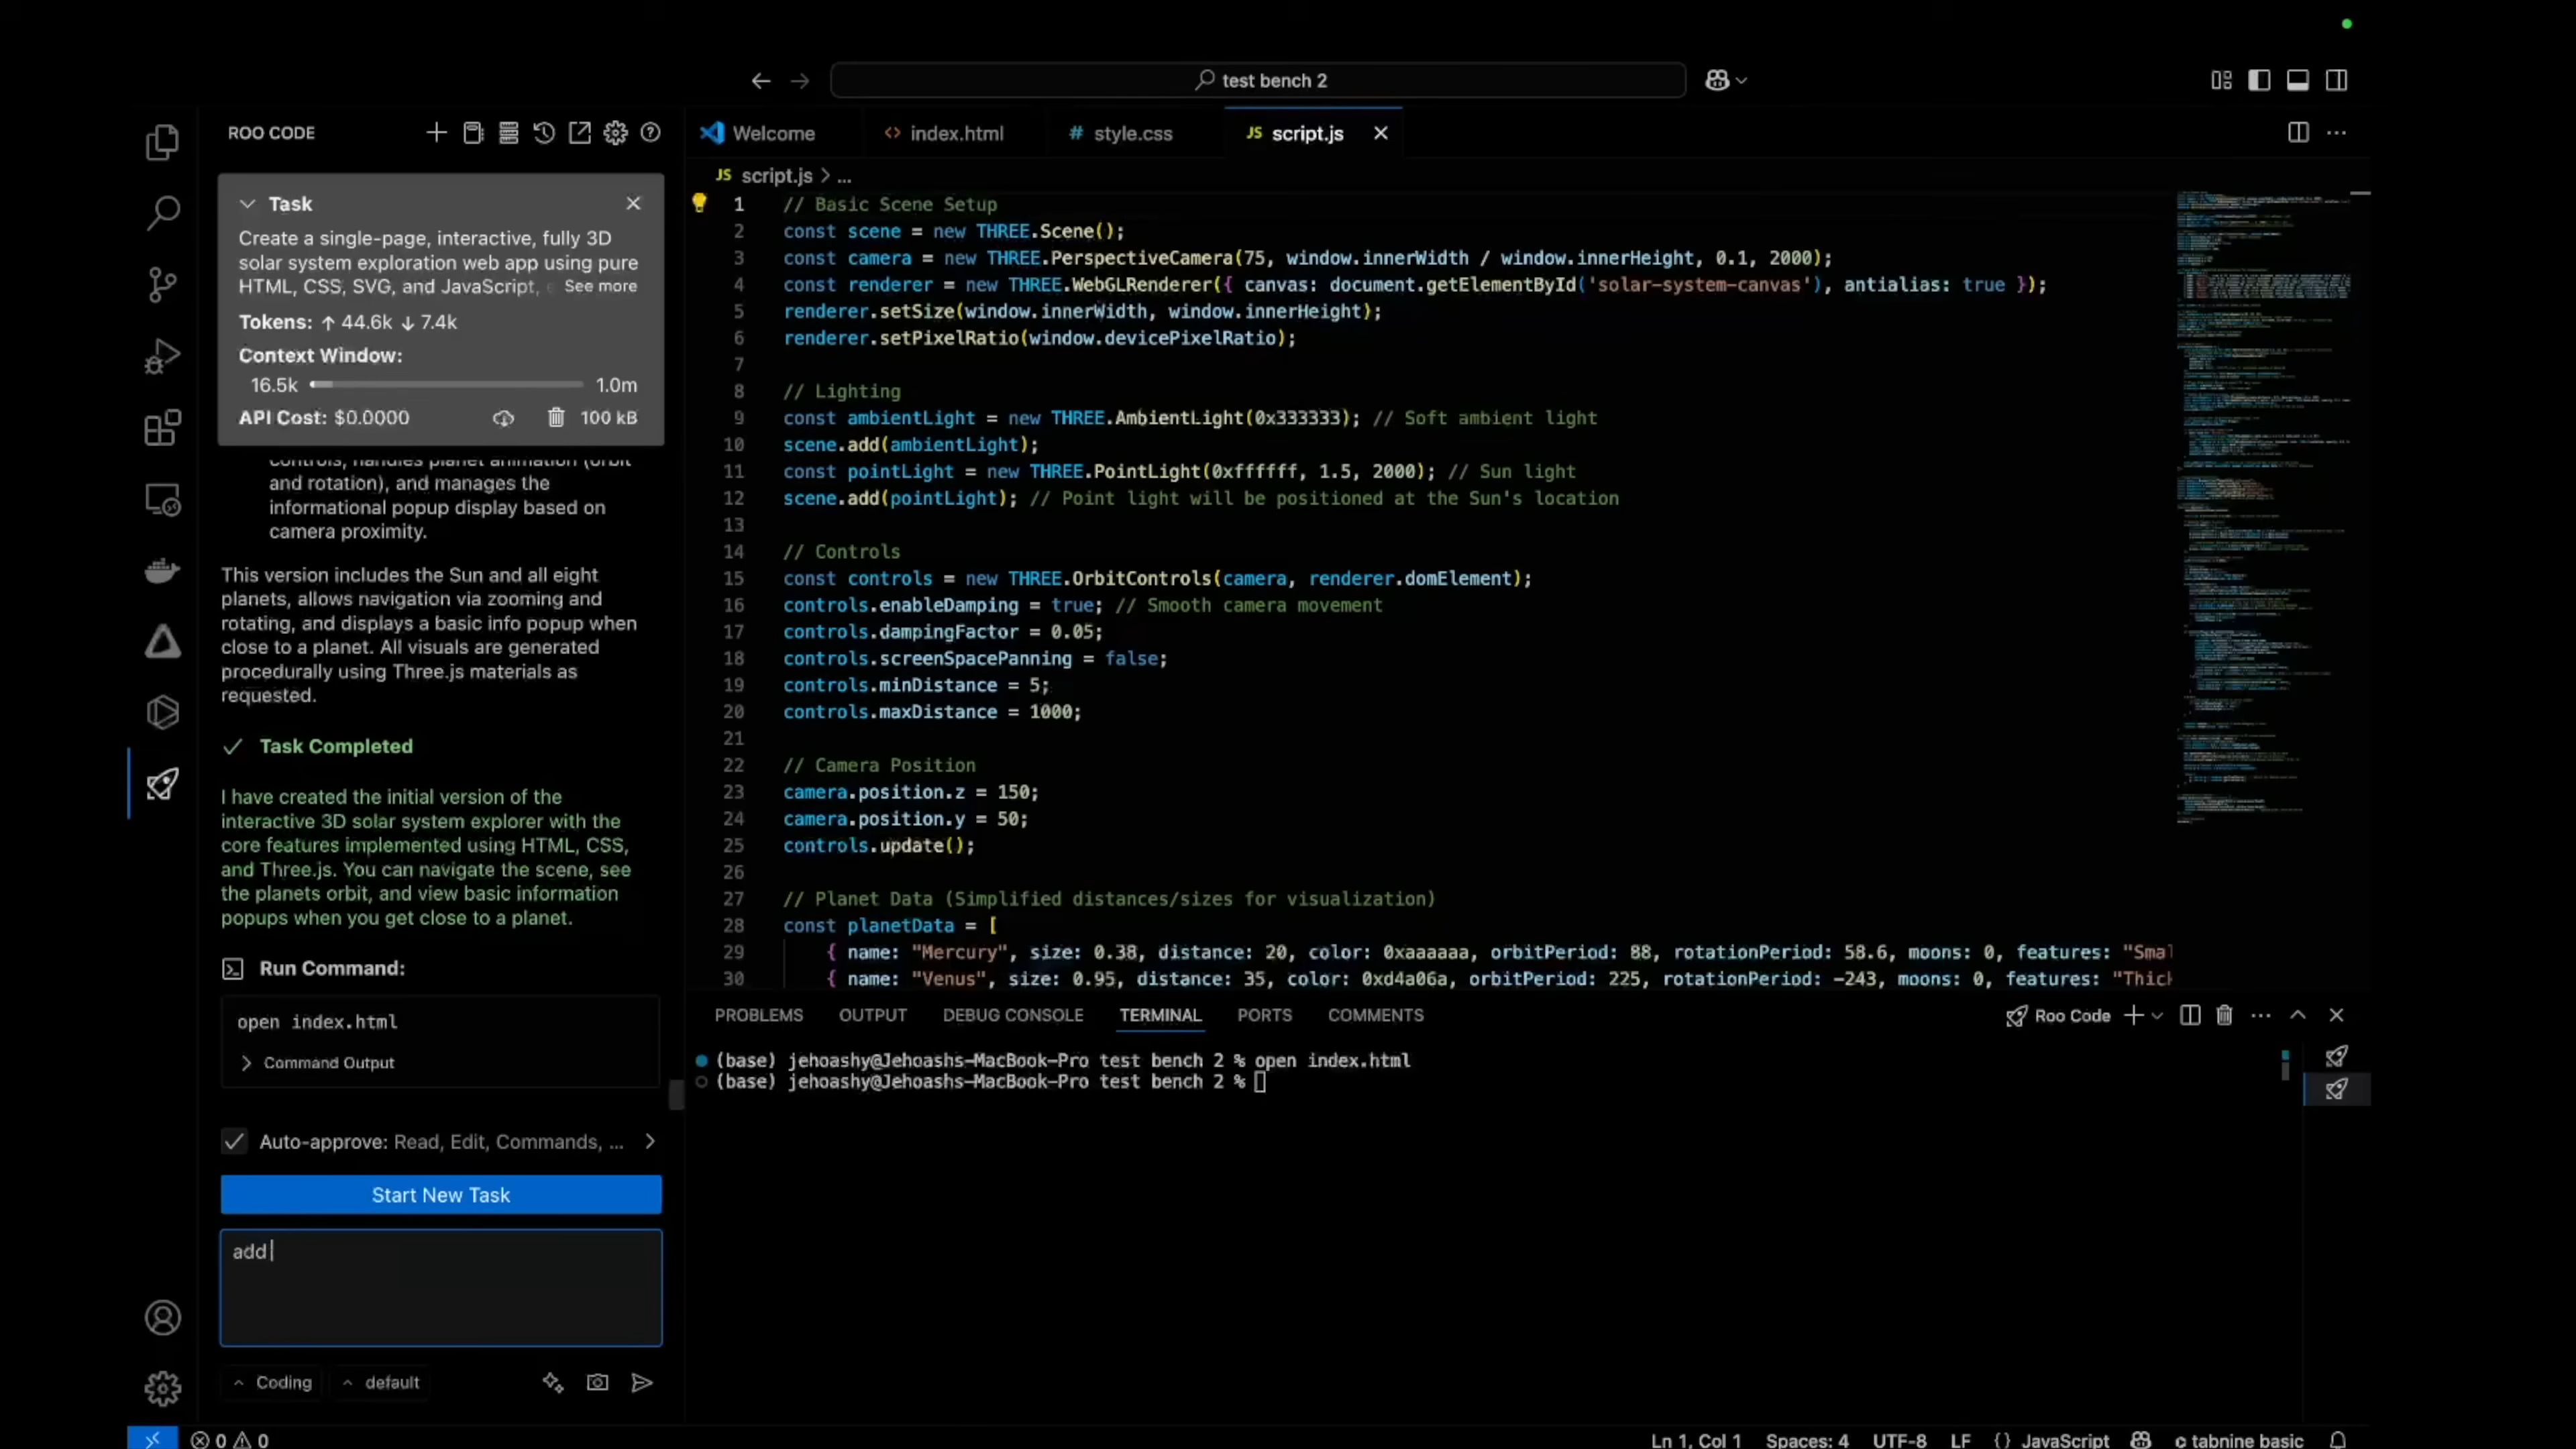 test bench 2
ROO CODE
Welcome
index.html
style.css
script.js
Task
Create a single-page, interactive, fully 3D
solar system exploration web app using pure
HTML, CSS, SVG, and JavaScript,
See more
Tokens: ↑ 44.6k ↓ 7.4k
Context Window:
16.5k 1.0m
API Cost: $0.0000
100 kB
controls, handles planet animation (orbit
and rotation), and manages the
informational popup display based on
camera proximity.
This version includes the Sun and all eight
planets, allows navigation via zooming and
rotating, and displays a basic info popup when
close to a planet. All visuals are generated
procedurally using Three.js materials as
requested.
Task Completed
I have created the initial version of the
interactive 3D solar system explorer with the
core features implemented using HTML, CSS,
and Three.js. You can navigate the scene, see
the planets orbit, and view basic information
popups when you get close to a planet.
Run Command:
open index.html
Command Output
Auto-approve: Read, Edit, Commands, ...
Start New Task
add
Coding
default
JS script.js > ...
1 // Basic Scene Setup
2 const scene = new THREE.Scene();
3 const camera = new THREE.PerspectiveCamera(75, window.innerWidth / window.innerHeight, 0.1, 2000);
4 const renderer = new THREE.WebGLRenderer({ canvas: document.getElementById('solar-system-canvas'), antialias: true });
5 renderer.setSize(window.innerWidth, window.innerHeight);
6 renderer.setPixelRatio(window.devicePixelRatio);
7
8 // Lighting
9 const ambientLight = new THREE.AmbientLight(0x333333); // Soft ambient light
10 scene.add(ambientLight);
11 const pointLight = new THREE.PointLight(0xffffff, 1.5, 2000); // Sun light
12 scene.add(pointLight); // Point light will be positioned at the Sun's location
13
14 // Controls
15 const controls = new THREE.OrbitControls(camera, renderer.domElement);
16 controls.enableDamping = true; // Smooth camera movement
17 controls.dampingFactor = 0.05;
18 controls.screenSpacePanning = false;
19 controls.minDistance = 5;
20 controls.maxDistance = 1000;
21
22 // Camera Position
23 camera.position.z = 150;
24 camera.position.y = 50;
25 controls.update();
26
27 // Planet Data (Simplified distances/sizes for visualization)
28 const planetData = [
29 { name: "Mercury", size: 0.38, distance: 20, color: 0xaaaaaa, orbitPeriod: 88, rotationPeriod: 58.6, moons: 0, features: "Smal
30 { name: "Venus", size: 0.95, distance: 35, color: 0xd4a06a, orbitPeriod: 225, rotationPeriod: -243, moons: 0, features: "Thick
PROBLEMS OUTPUT DEBUG CONSOLE TERMINAL PORTS COMMENTS
Roo Code
(base) jehoashy@Jehoashs-MacBook-Pro test bench 2 % open index.html
(base) jehoashy@Jehoashs-MacBook-Pro test bench 2 %
0 0
Ln 1, Col 1 Spaces: 4 UTF-8 LF {} JavaScript tabnine basic